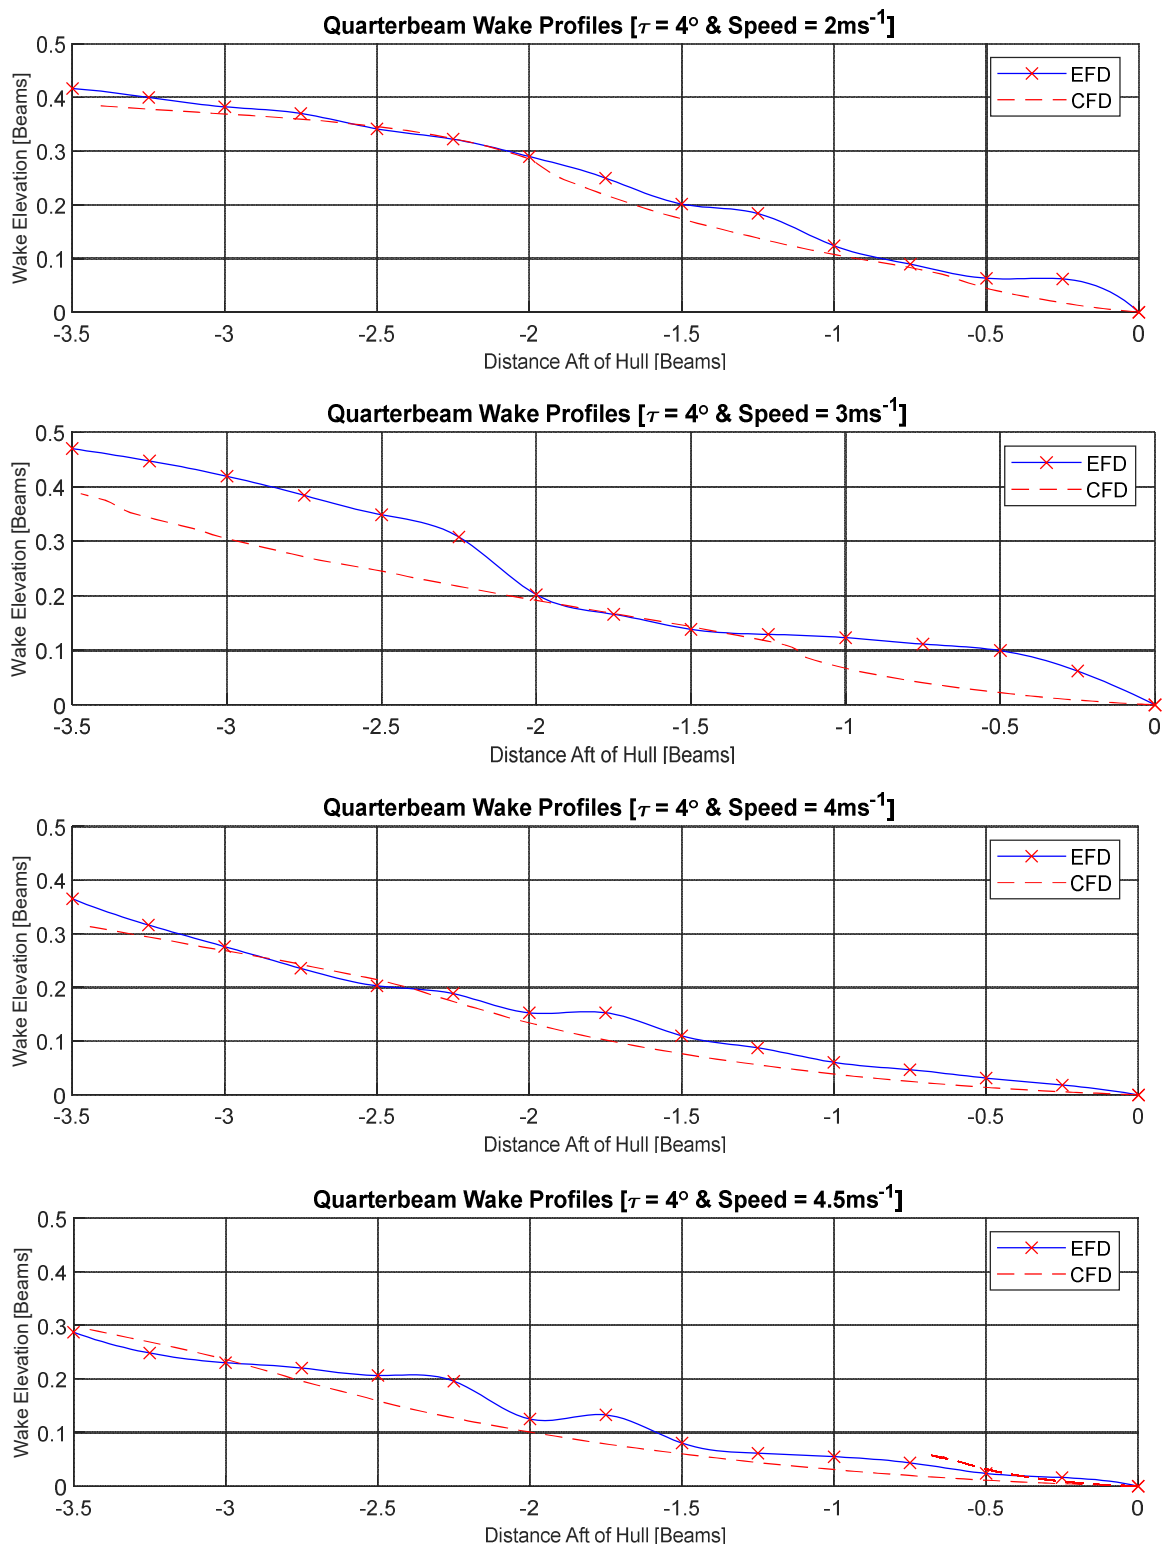 Quarterbeam Wake Profiles [τ = 4° & Speed = 2ms⁻¹]
0.5
0.4
0.3
0.2
0.1
0
Wake Elevation [Beams]
EFD
CFD
-3.5 -3 -2.5 -2 -1.5 -1 -0.5 0
Distance Aft of Hull [Beams]
Quarterbeam Wake Profiles [τ = 4° & Speed = 3ms⁻¹]
0.5
0.4
0.3
0.2
0.1
0
Wake Elevation [Beams]
EFD
CFD
-3.5 -3 -2.5 -2 -1.5 -1 -0.5 0
Distance Aft of Hull [Beams]
Quarterbeam Wake Profiles [τ = 4° & Speed = 4ms⁻¹]
0.5
0.4
0.3
0.2
0.1
0
Wake Elevation [Beams]
EFD
CFD
-3.5 -3 -2.5 -2 -1.5 -1 -0.5 0
Distance Aft of Hull [Beams]
Quarterbeam Wake Profiles [τ = 4° & Speed = 4.5ms⁻¹]
0.5
0.4
0.3
0.2
0.1
0
Wake Elevation [Beams]
EFD
CFD
-3.5 -3 -2.5 -2 -1.5 -1 -0.5 0
Distance Aft of Hull [Beams]